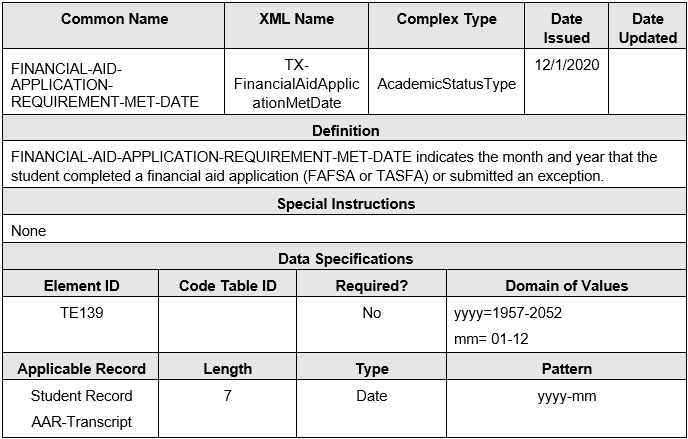 Common Name XML Name Complex Type Date Issued Date Updated
FINANCIAL-AID-
APPLICATION-
REQUIREMENT-MET-DATE
TX-
FinancialAidApplic
ationMetDate
AcademicStatusType
12/1/2020
Definition
FINANCIAL-AID-APPLICATION-REQUIREMENT-MET-DATE indicates the month and year that the
student completed a financial aid application (FAFSA or TASFA) or submitted an exception.
Special Instructions
None
Data Specifications
Element ID Code Table ID Required? Domain of Values
TE139 No yyyy=1957-2052
mm= 01-12
Applicable Record Length Type Pattern
Student Record 7 Date yyyy-mm
AAR-Transcript